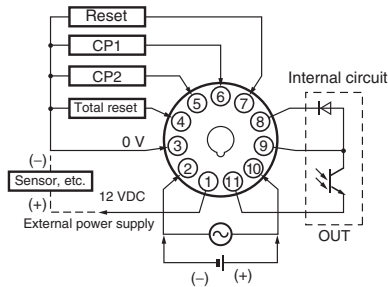 Reset
CP1
CP2
Total reset
0 V
(−)
Sensor, etc.
(+)
12 VDC
External power supply
1
2
3
4
5
6
7
8
9
10
11
Internal circuit
OUT
(−)
(+)